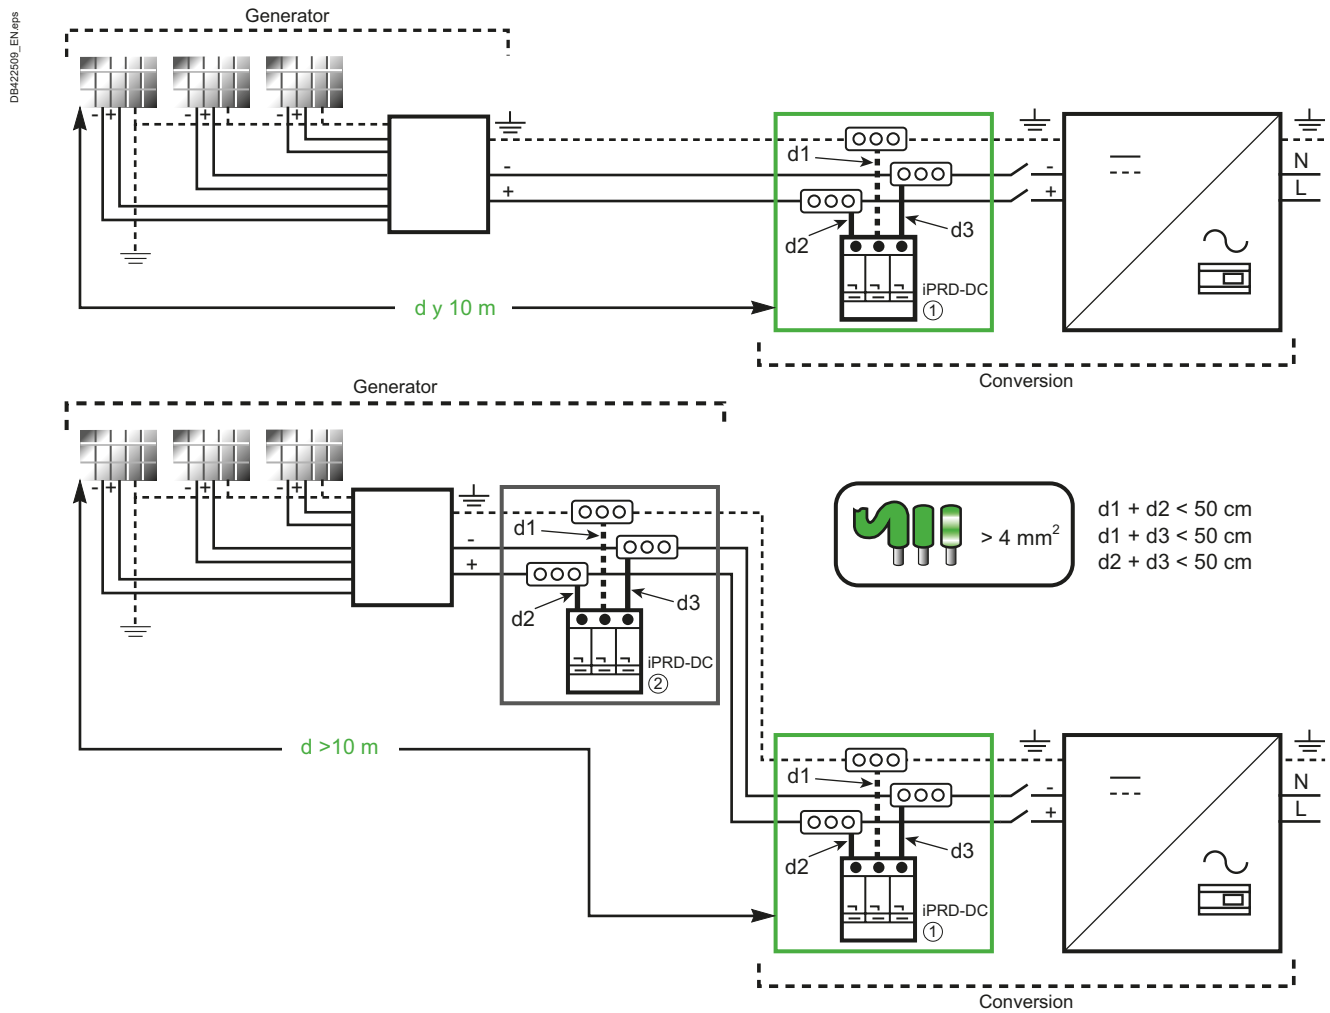 DB422509_EN.eps
Generator
- +
- +
- +
-
+
d1
d2
d3
iPRD-DC
1
-
+
N
L
d y 10 m
Conversion
Generator
- +
- +
- +
-
+
d1
d2
d3
iPRD-DC
2
> 4 mm²
d1 + d2 < 50 cm
d1 + d3 < 50 cm
d2 + d3 < 50 cm
d >10 m
d1
d2
d3
iPRD-DC
1
-
+
N
L
Conversion